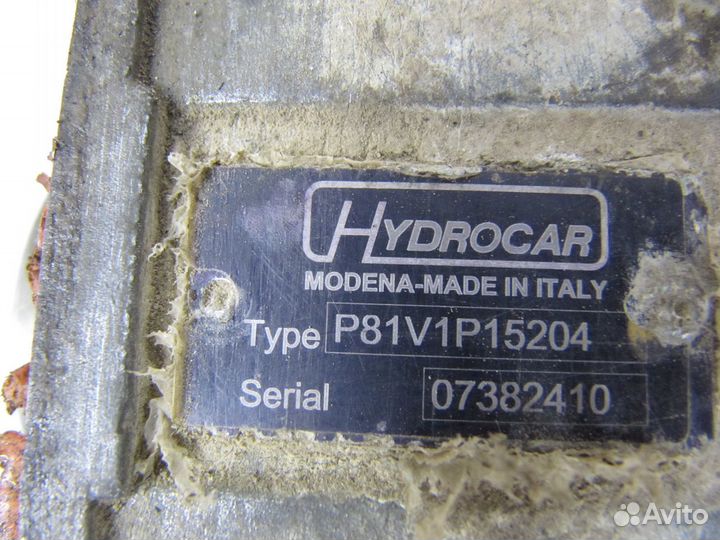 HYDROCAR
MODENA-MADE IN ITALY
Type P81V1P15204
Serial 07382410
Avito